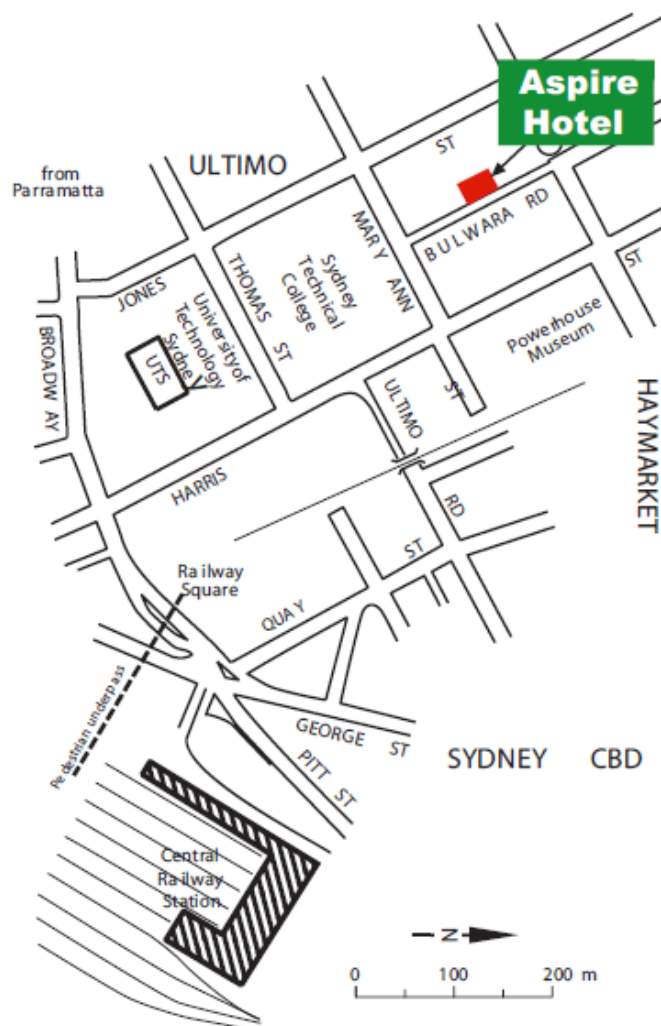 Aspire
Hotel
ULTIMO
from
Parramatta
ST
MARY ANN
BULWARA RD
JONES
THOMAS ST
Sydney
Technical
College
University of
Technology
Sydney
UTS
BROADWAY
ST
Powerhouse
Museum
ST
ULTIMO
HAYMARKET
HARRIS
RD
ST
Railway
Square
QUAY
Pedestrian underpass
GEORGE ST
PITT ST
SYDNEY CBD
Central
Railway
Station
N
0 100 200 m